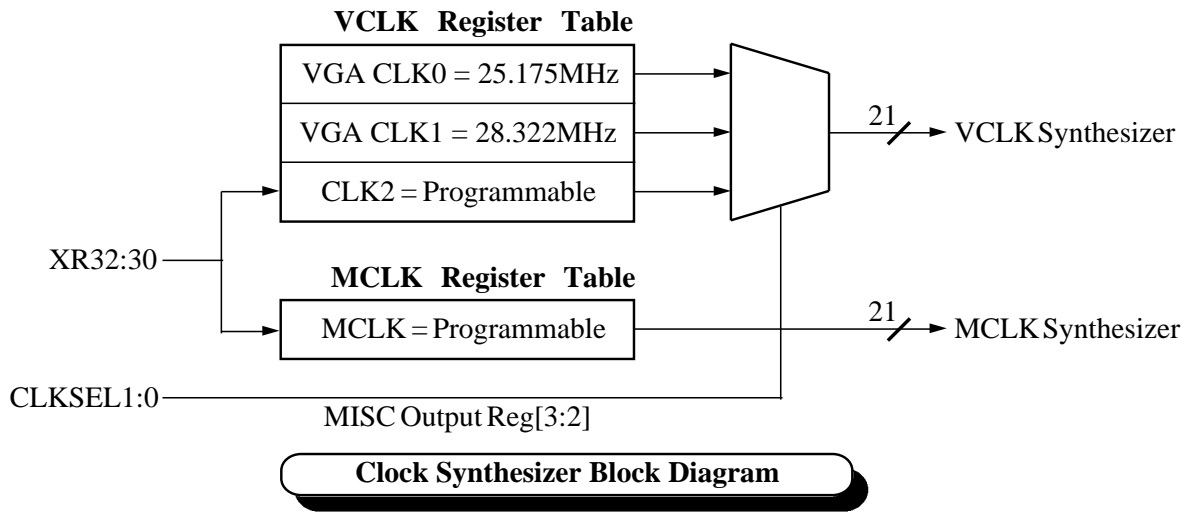 VCLK Register Table
VGA CLK0 = 25.175MHz
VGA CLK1 = 28.322MHz
21
VCLK Synthesizer
CLK2 = Programmable
XR32:30
MCLK Register Table
21
MCLK = Programmable
MCLK Synthesizer
CLKSEL1:0
MISC Output Reg[3:2]
Clock Synthesizer Block Diagram